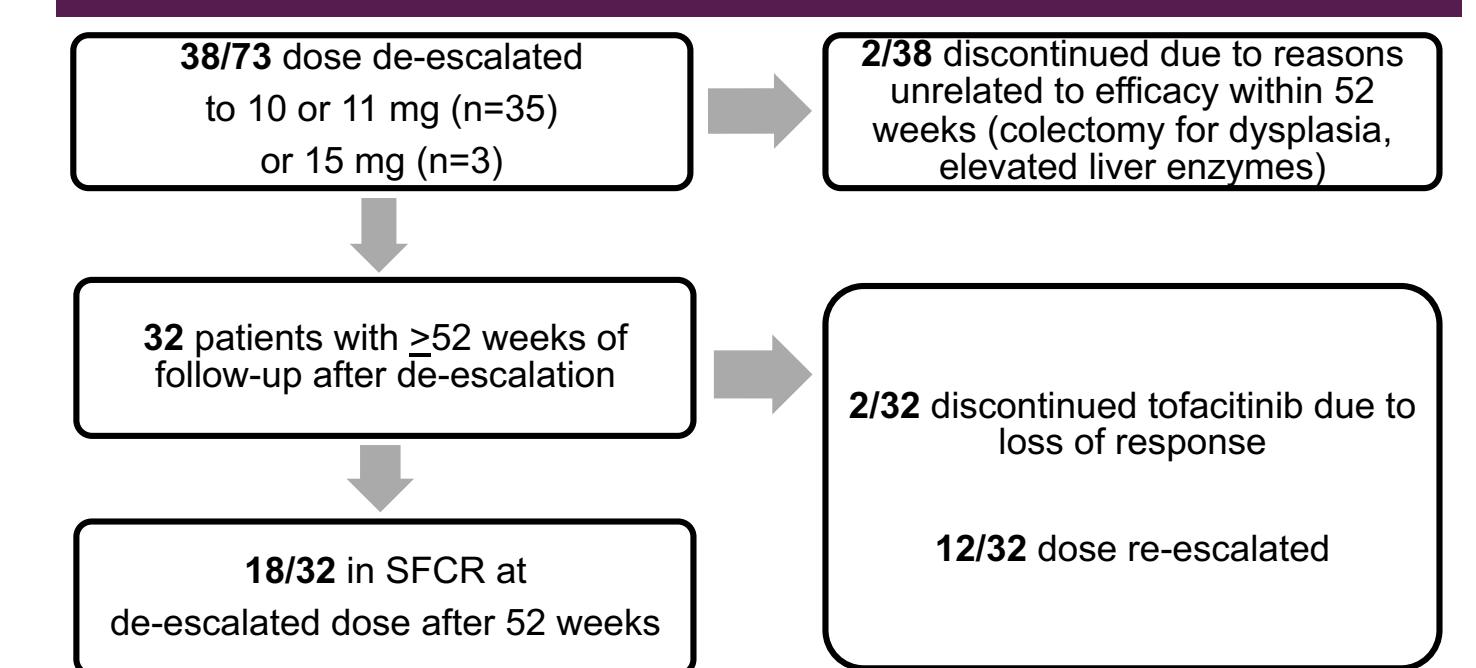 38/73 dose de-escalated
to 10 or 11 mg (n=35)
or 15 mg (n=3)
2/38 discontinued due to reasons
unrelated to efficacy within 52
weeks (colectomy for dysplasia,
elevated liver enzymes)
32 patients with ≥52 weeks of
follow-up after de-escalation
2/32 discontinued tofacitinib due to
loss of response
12/32 dose re-escalated
18/32 in SFCR at
de-escalated dose after 52 weeks